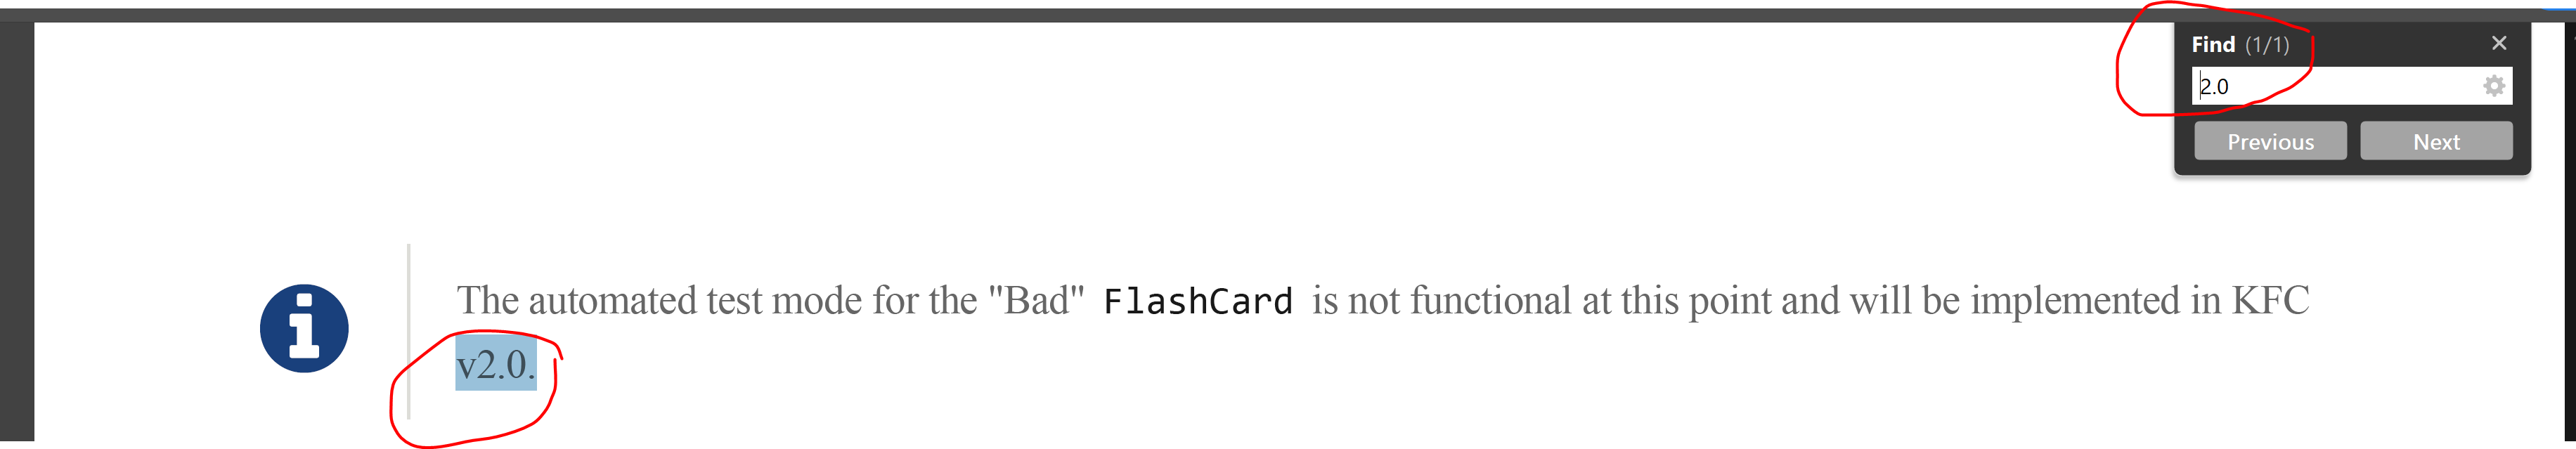 Find (1/1)
2.0
Previous Next
The automated test mode for the "Bad" FlashCard is not functional at this point and will be implemented in KFC
v2.0.